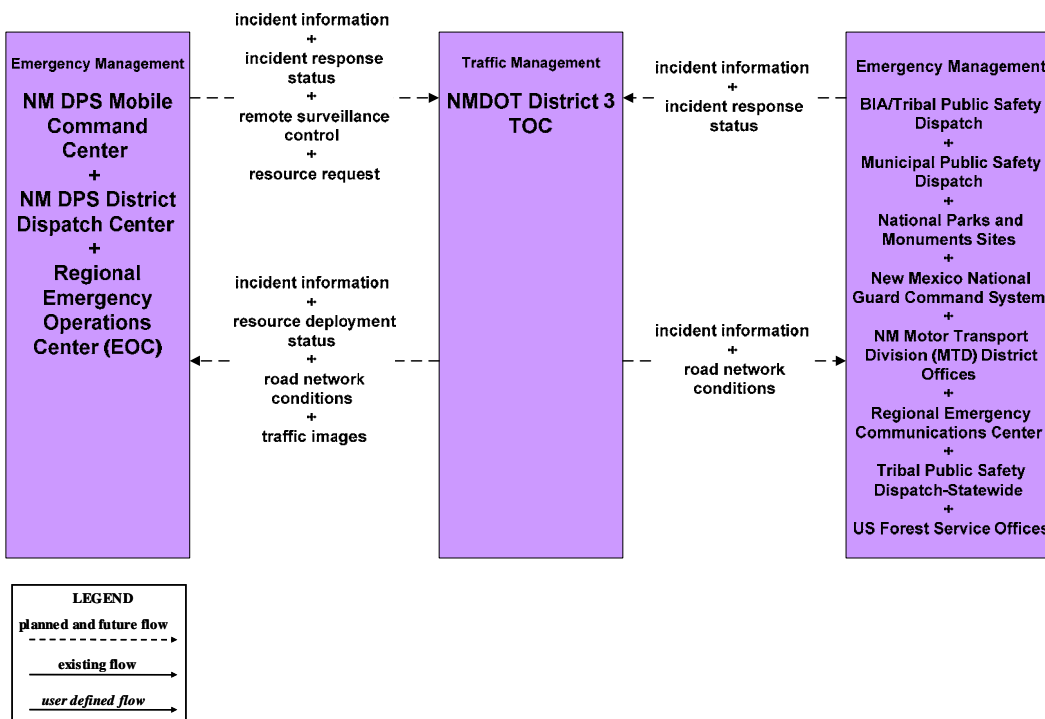 Emergency Management
NM DPS Mobile
Command
Center
+
NM DPS District
Dispatch Center
+
Regional
Emergency
Operations
Center (EOC)
incident information
+
incident response
status
+
remote surveillance
control
+
resource request
incident information
+
resource deployment
status
+
road network
conditions
+
traffic images
Traffic Management
NMDOT District 3
TOC
incident information
+
incident response
status
incident information
+
road network
conditions
Emergency Management
BIA/Tribal Public Safety
Dispatch
+
Municipal Public Safety
Dispatch
+
National Parks and
Monuments Sites
+
New Mexico National
Guard Command System
+
NM Motor Transport
Division (MTD) District
Offices
+
Regional Emergency
Communications Center
+
Tribal Public Safety
Dispatch-Statewide
+
US Forest Service Offices
LEGEND
planned and future flow
existing flow
user defined flow